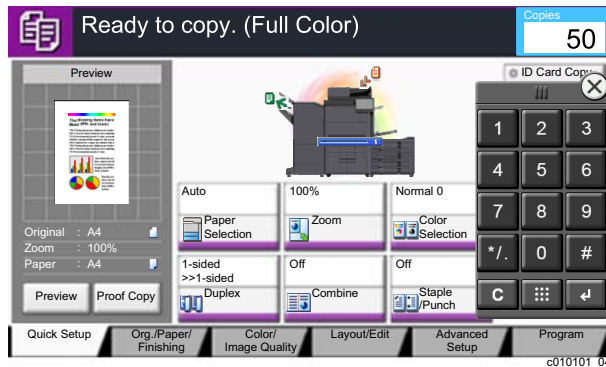 Ready to copy. (Full Color)
Copies
50
Preview
ID Card Copy
Original : A4
Zoom : 100%
Paper : A4
Preview
Proof Copy
Auto
Paper
Selection
100%
Zoom
Normal 0
Color
Selection
1-sided
>>1-sided
Duplex
Off
Combine
Off
Staple
/Punch
1
1 2 3
4 5 6
7 8 9
*/. 0 #
C
Quick Setup
Org./Paper/
Finishing
Color/
Image Quality
Layout/Edit
Advanced
Setup
Program
c010101_04